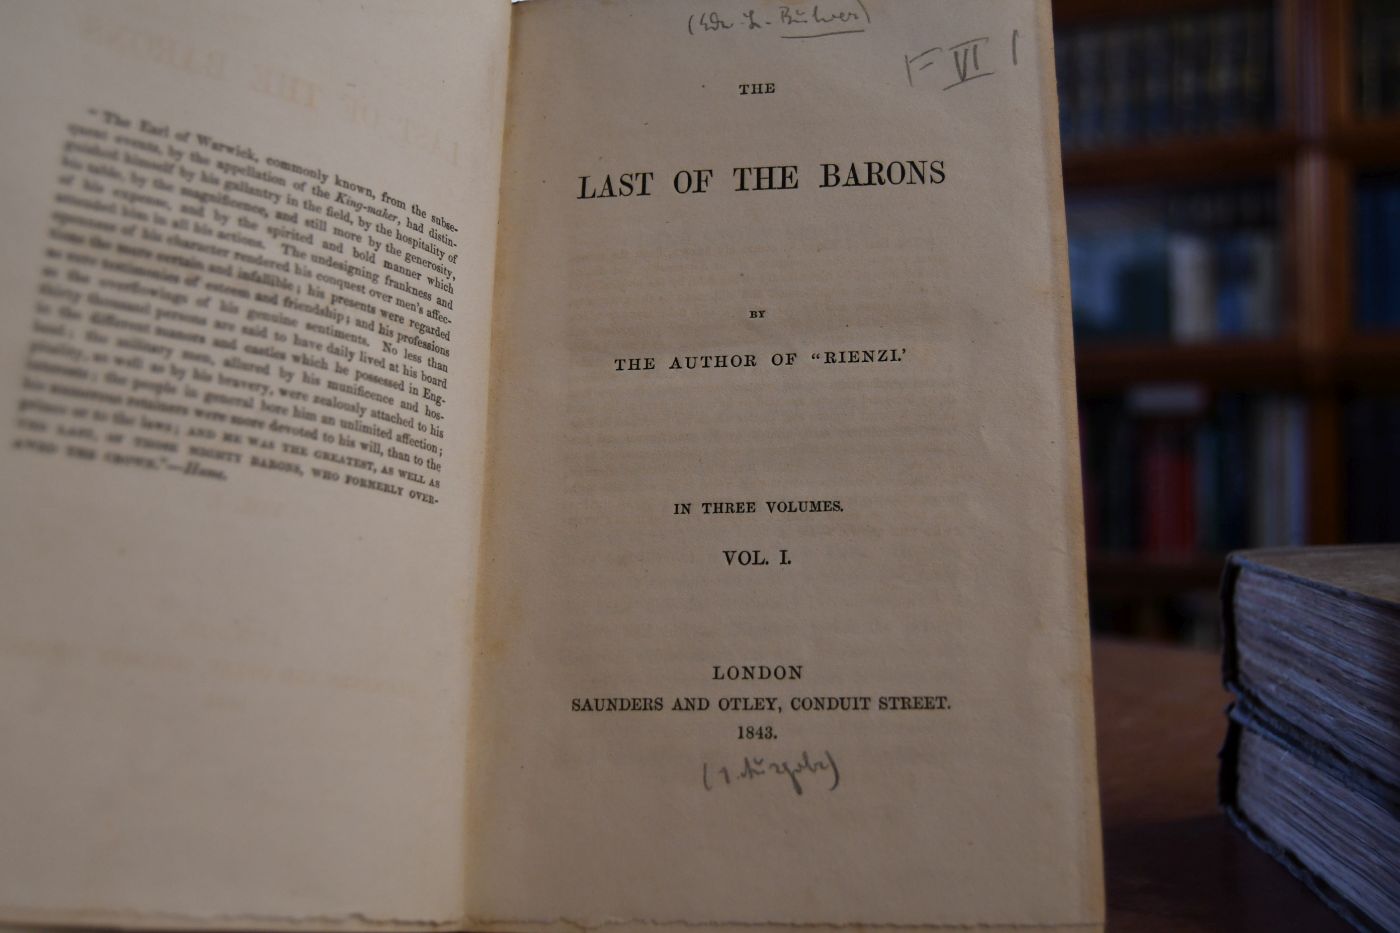 "The Earl of Warwick, commonly known, from the subse-
quent events, by the appellation of the King-maker, had distin-
guished himself by his gallantry in the field, by the hospitality of
his table, by the magnificence, and still more by the generosity,
of his expense, and by the spirited and bold manner which
attended him in all his actions. The undesigning frankness and
openness of his character rendered his conquest over men's affec-
tions the more certain and infallible; his presents were regarded
as sure testimonies of esteem and friendship; and his professions
as the overflowings of his genuine sentiments. No less than
thirty thousand persons are said to have daily lived at his board
in the different manors and castles which he possessed in Eng-
land; the military men, allured by his munificence and hos-
pitality, as well as by his bravery, were zealously attached to his
interests; the people in general bore him an unlimited affection;
his numerous retainers were more devoted to his will, than to the
prince or to the laws; AND HE WAS THE GREATEST, AS WELL AS
THE LAST, OF THOSE MIGHTY BARONS, WHO FORMERLY OVER-
AWED THE CROWN."—Hume.
(Edw. L. Bulwer)
F VI 1
THE
LAST OF THE BARONS
BY
THE AUTHOR OF "RIENZI.'
IN THREE VOLUMES.
VOL. I.
LONDON
SAUNDERS AND OTLEY, CONDUIT STREET.
1843.
(1. Ausgabe)